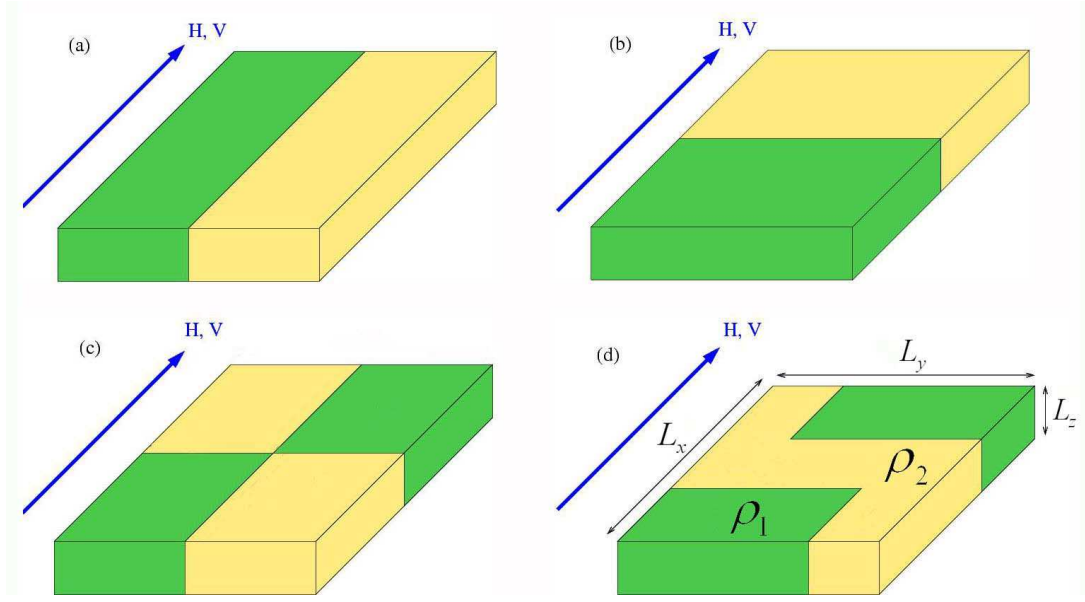 (a)
H, V
(b)
H, V
(c)
H, V
(d)
H, V
L_y
L_x
L_z
ρ_2
ρ_1